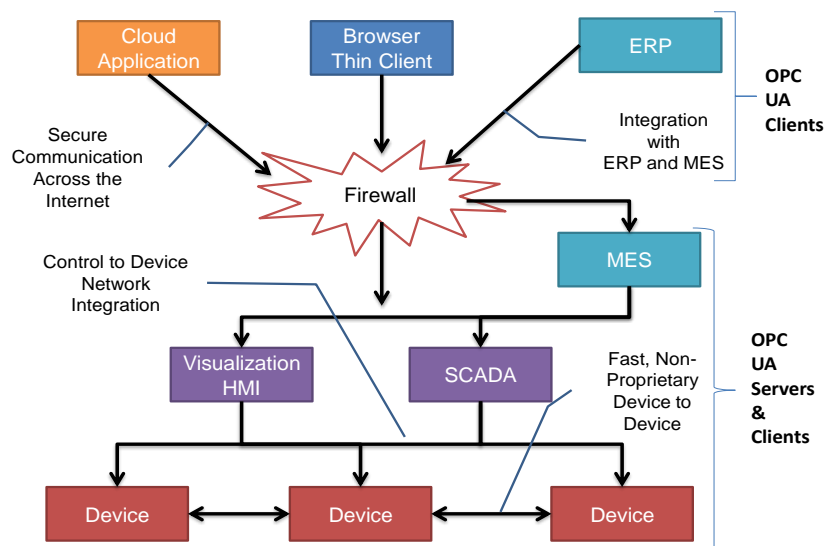 Cloud
Application
Browser
Thin Client
ERP
OPC
UA
Clients
Secure
Communication
Across the
Internet
Integration
with
ERP and MES
Firewall
MES
Control to Device
Network
Integration
Visualization
HMI
SCADA
Fast, Non-
Proprietary
Device to
Device
OPC
UA
Servers
&
Clients
Device
Device
Device